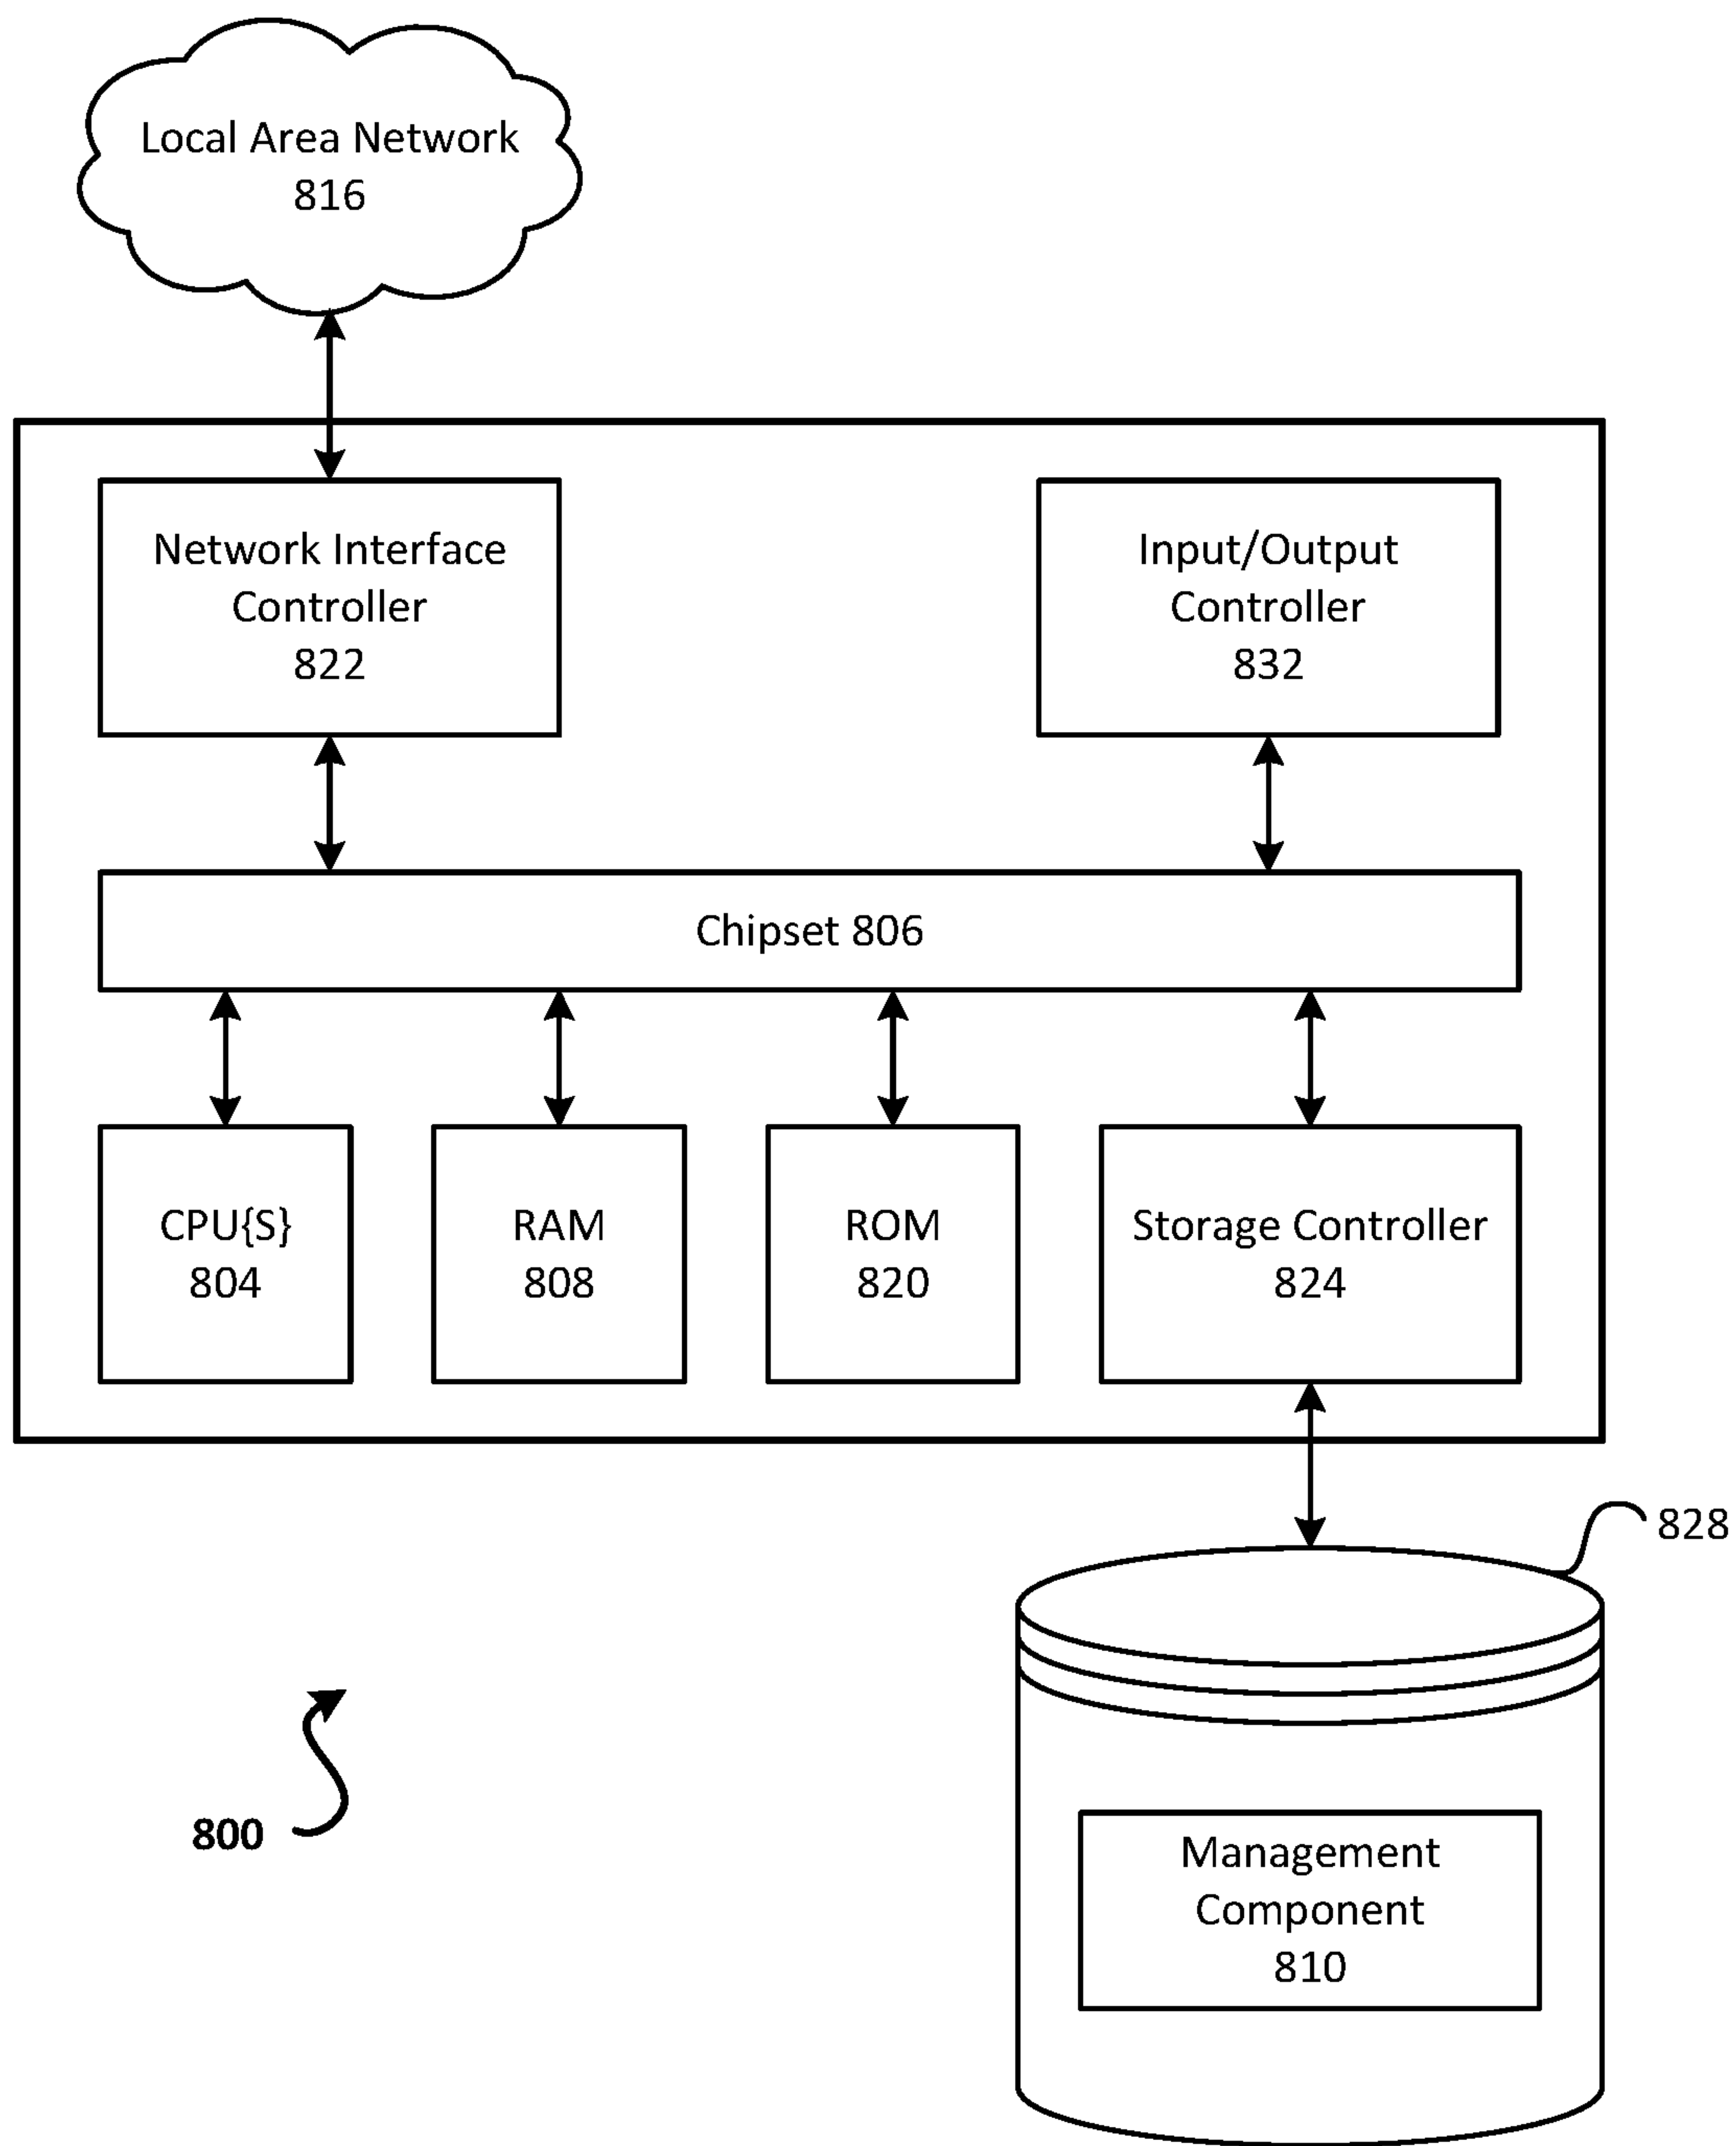 Local Area Network
816
Network Interface
Controller
822
Input/Output
Controller
832
Chipset 806
CPU{S}
804
RAM
808
ROM
820
Storage Controller
824
828
800
Management
Component
810